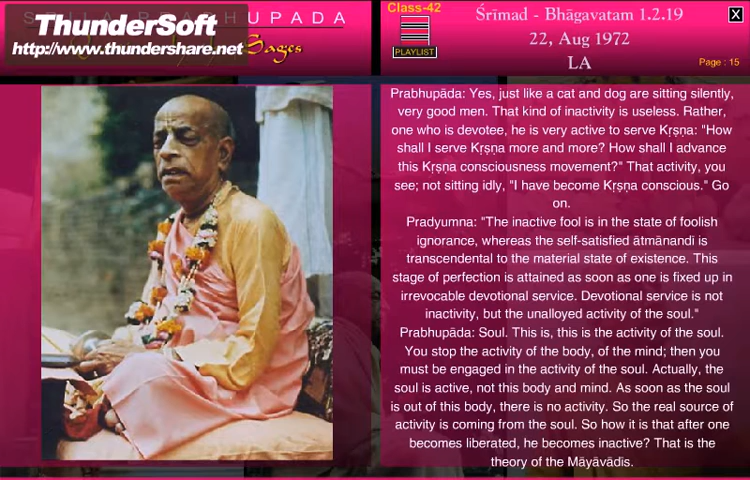 ThunderSoft
http://www.thundershare.net
Sages
Class-42
PLAYLIST
Śrīmad - Bhāgavatam 1.2.19
22, Aug 1972
LA
X
Page : 15
Prabhupāda: Yes, just like a cat and dog are sitting silently,
very good men. That kind of inactivity is useless. Rather,
one who is devotee, he is very active to serve Kṛṣṇa: "How
shall I serve Kṛṣṇa more and more? How shall I advance
this Kṛṣṇa consciousness movement?" That activity, you
see; not sitting idly, "I have become Kṛṣṇa conscious." Go
on.
Pradyumna: "The inactive fool is in the state of foolish
ignorance, whereas the self-satisfied ātmānandi is
transcendental to the material state of existence. This
stage of perfection is attained as soon as one is fixed up in
irrevocable devotional service. Devotional service is not
inactivity, but the unalloyed activity of the soul."
Prabhupāda: Soul. This is, this is the activity of the soul.
You stop the activity of the body, of the mind; then you
must be engaged in the activity of the soul. Actually, the
soul is active, not this body and mind. As soon as the soul
is out of this body, there is no activity. So the real source of
activity is coming from the soul. So how it is that after one
becomes liberated, he becomes inactive? That is the
theory of the Māyāvādīs.